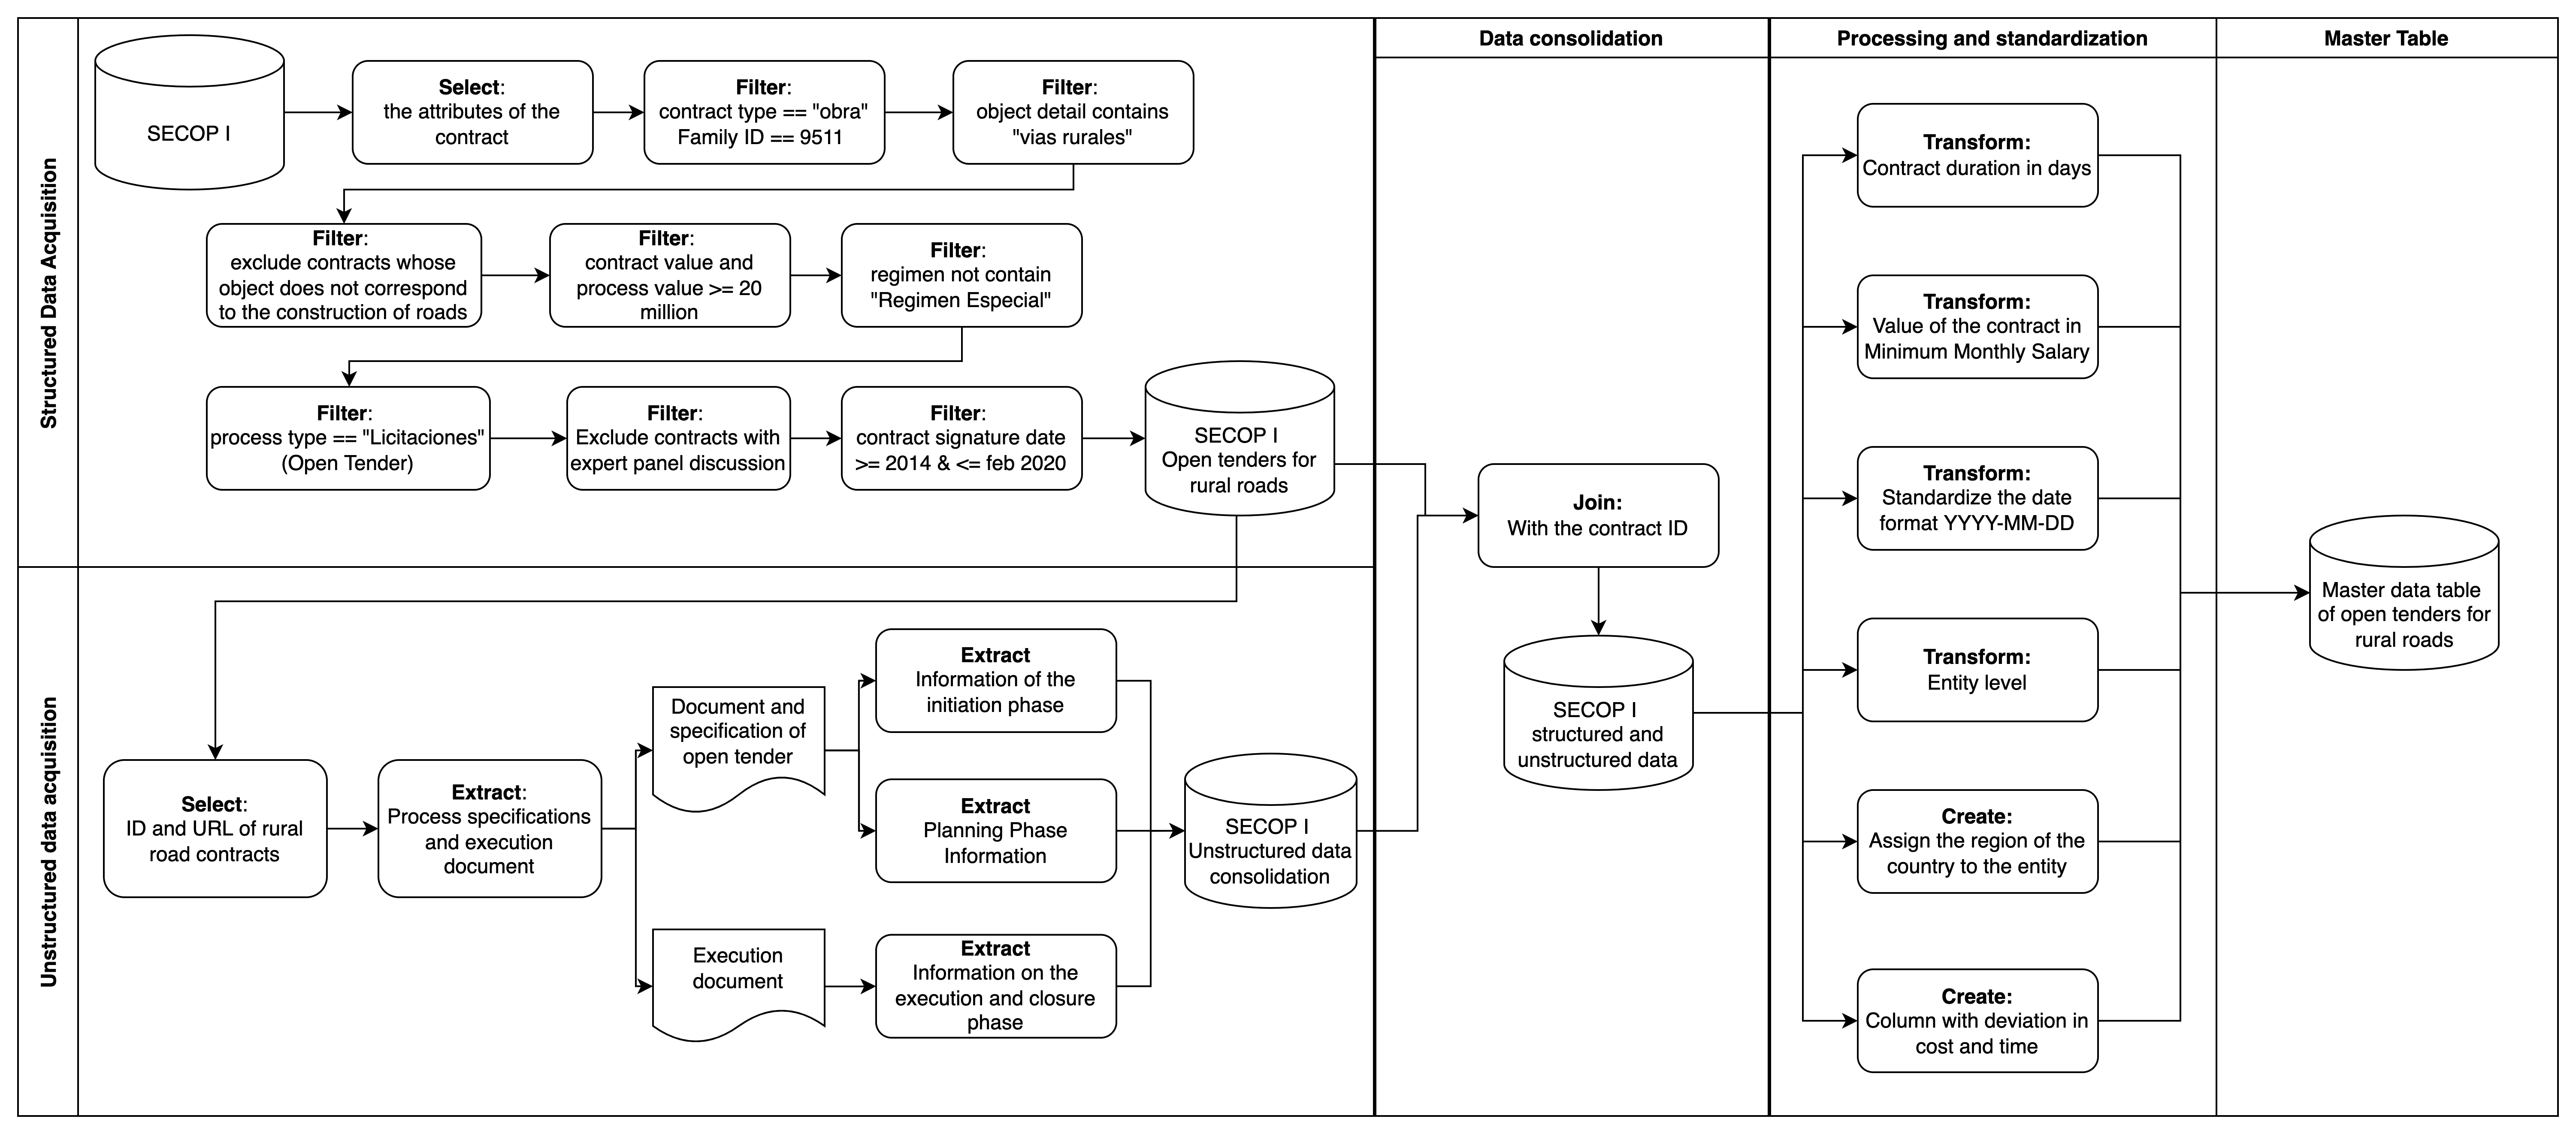 Structured Data Acquisition
SECOP I
Select:
the attributes of the
contract
Filter:
contract type == "obra"
Family ID == 9511
Filter:
object detail contains
"vias rurales"
Filter:
exclude contracts whose
object does not correspond
to the construction of roads
Filter:
contract value and
process value >= 20
million
Filter:
regimen not contain
"Regimen Especial"
Filter:
process type == "Licitaciones"
(Open Tender)
Filter:
Exclude contracts with
expert panel discussion
Filter:
contract signature date
>= 2014 & <= feb 2020
SECOP I
Open tenders for
rural roads
Unstructured data acquisition
Select:
ID and URL of rural
road contracts
Extract:
Process specifications
and execution
document
Document and
specification of
open tender
Execution
document
Extract
Information of the
initiation phase
Extract
Planning Phase
Information
Extract
Information on the
execution and closure
phase
SECOP I
Unstructured data
consolidation
Data consolidation
Join:
With the contract ID
SECOP I
structured and
unstructured data
Processing and standardization
Transform:
Contract duration in days
Transform:
Value of the contract in
Minimum Monthly Salary
Transform:
Standardize the date
format YYYY-MM-DD
Transform:
Entity level
Create:
Assign the region of the
country to the entity
Create:
Column with deviation in
cost and time
Master Table
Master data table
of open tenders for
rural roads